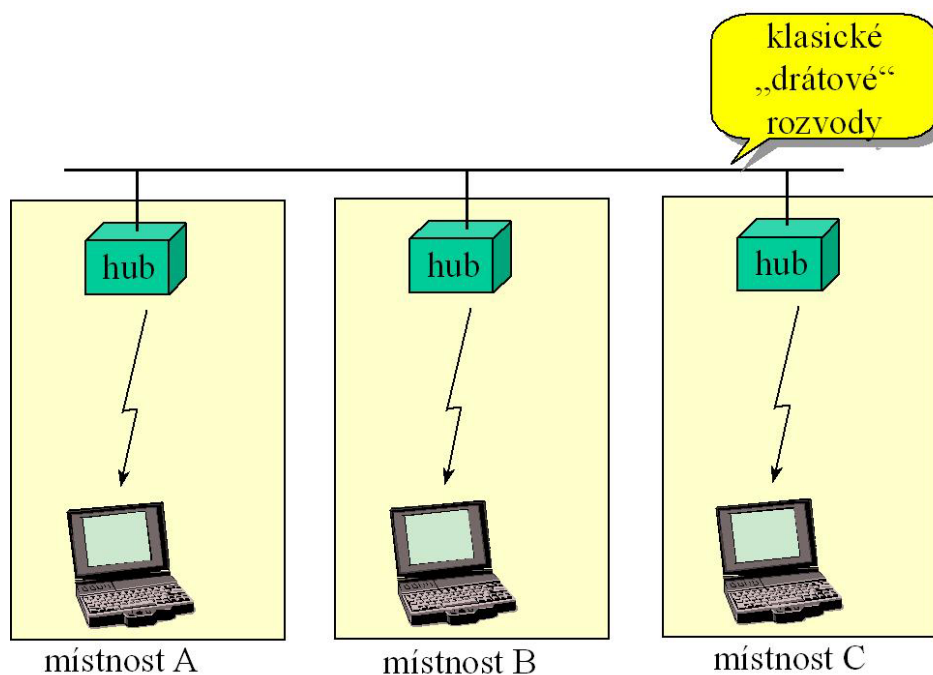 klasické
„drátové“
rozvody
hub
hub
hub
místnost A
místnost B
místnost C